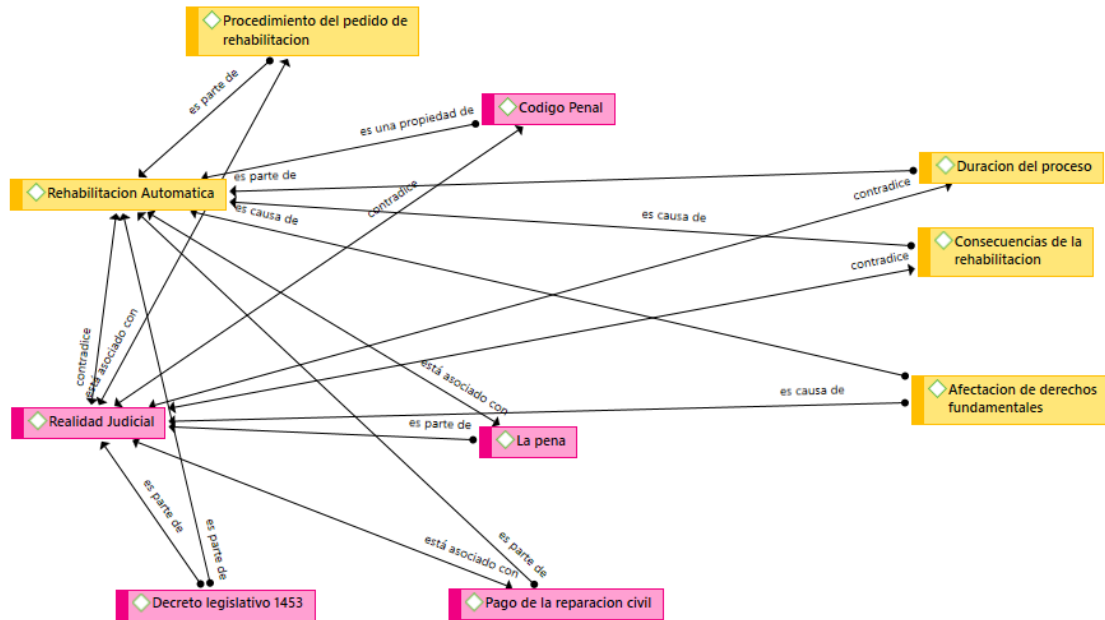 Procedimiento del pedido de
rehabilitacion
es parte de
Codigo Penal
es una propiedad de
Duracion del proceso
es parte de
contradice
Rehabilitacion Automatica
contradice
es causa de
es causa de
Consecuencias de la
rehabilitacion
contradice
contradice
está asociado con
está asociado con
Afectacion de derechos
fundamentales
es causa de
Realidad Judicial
es parte de
La pena
es parte de
es parte de
está asociado con
es parte de
Decreto legislativo 1453
Pago de la reparacion civil